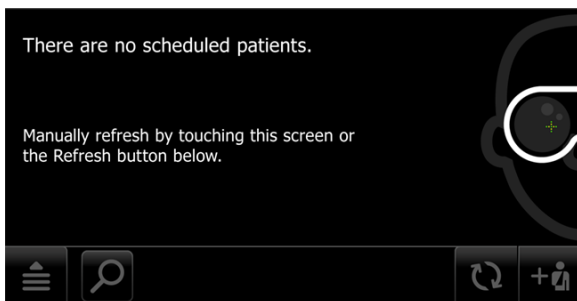 There are no scheduled patients.
Manually refresh by touching this screen or
the Refresh button below.